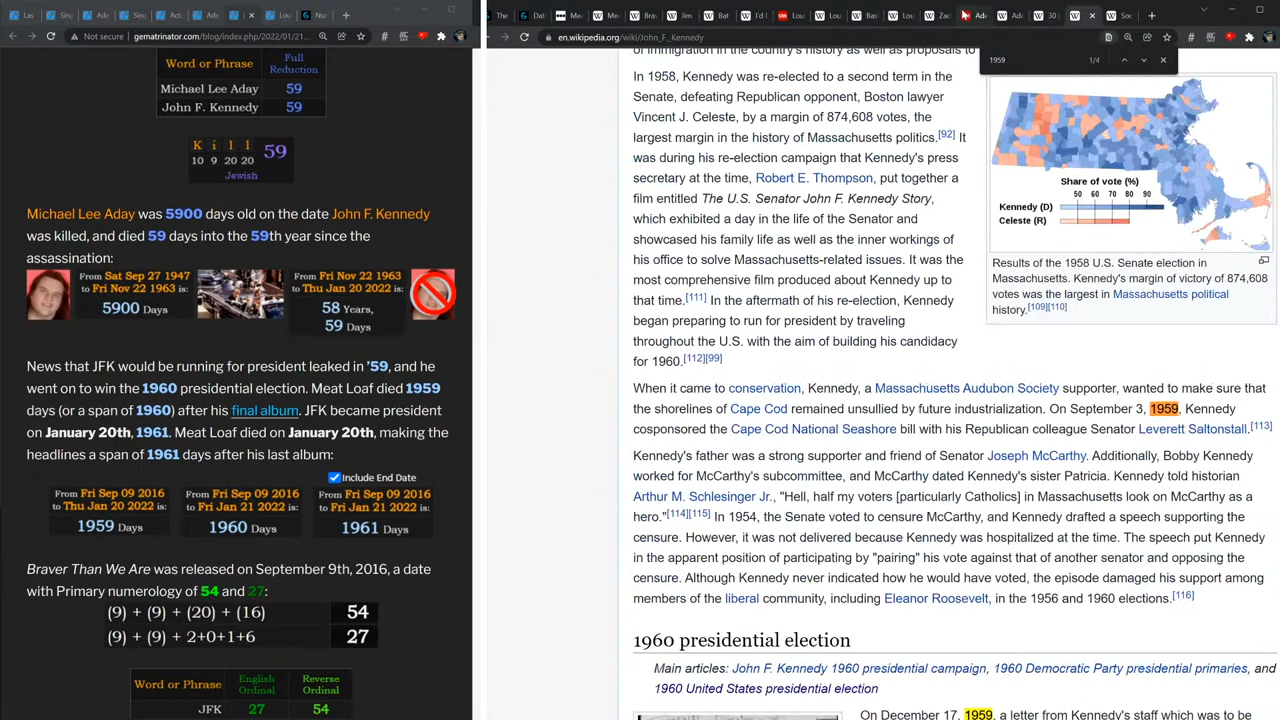 Las
Sin
Ade
Sin
Act
Ade
J
Lou
Nu
The
Dat
Me
Me
Bra
Jim
Bat
I'd l
Lou
Lou
Bas
Lou
Zac
Ade
Ade
30
Soc
Not secure
gematrinator.com/blog/index.php/2022/01/21...
en.wikipedia.org/wiki/John_F._Kennedy
1959
1/4
Word or Phrase
Full
Reduction
Michael Lee Aday 59
John F. Kennedy 59
K i l l
10 9 20 20
59
Jewish
Michael Lee Aday was 5900 days old on the date John F. Kennedy
was killed, and died 59 days into the 59th year since the
assassination:
From Sat Sep 27 1947
to Fri Nov 22 1963 is:
5900 Days
From Fri Nov 22 1963
to Thu Jan 20 2022 is:
58 Years,
59 Days
News that JFK would be running for president leaked in '59, and he
went on to win the 1960 presidential election. Meat Loaf died 1959
days (or a span of 1960) after his final album. JFK became president
on January 20th, 1961. Meat Loaf died on January 20th, making the
headlines a span of 1961 days after his last album:
Include End Date
From Fri Sep 09 2016
to Thu Jan 20 2022 is:
1959 Days
From Fri Sep 09 2016
to Fri Jan 21 2022 is:
1960 Days
From Fri Sep 09 2016
to Fri Jan 21 2022 is:
1961 Days
Braver Than We Are was released on September 9th, 2016, a date
with Primary numerology of 54 and 27:
(9) + (9) + (20) + (16) 54
(9) + (9) + 2+0+1+6 27
Word or Phrase
English
Ordinal
Reverse
Ordinal
JFK 27 54
of immigration in the country's history as well as proposals to
In 1958, Kennedy was re-elected to a second term in the
Senate, defeating Republican opponent, Boston lawyer
Vincent J. Celeste, by a margin of 874,608 votes, the
largest margin in the history of Massachusetts politics.[92] It
was during his re-election campaign that Kennedy's press
secretary at the time, Robert E. Thompson, put together a
film entitled The U.S. Senator John F. Kennedy Story,
which exhibited a day in the life of the Senator and
showcased his family life as well as the inner workings of
his office to solve Massachusetts-related issues. It was the
most comprehensive film produced about Kennedy up to
that time.[111] In the aftermath of his re-election, Kennedy
began preparing to run for president by traveling
throughout the U.S. with the aim of building his candidacy
for 1960.[112][99]
Share of vote (%)
50 60 70 80 90
Kennedy (D)
Celeste (R)
Results of the 1958 U.S. Senate election in
Massachusetts. Kennedy's margin of victory of 874,608
votes was the largest in Massachusetts political
history.[109][110]
When it came to conservation, Kennedy, a Massachusetts Audubon Society supporter, wanted to make sure that
the shorelines of Cape Cod remained unsullied by future industrialization. On September 3, 1959, Kennedy
cosponsored the Cape Cod National Seashore bill with his Republican colleague Senator Leverett Saltonstall.[113]
Kennedy's father was a strong supporter and friend of Senator Joseph McCarthy. Additionally, Bobby Kennedy
worked for McCarthy's subcommittee, and McCarthy dated Kennedy's sister Patricia. Kennedy told historian
Arthur M. Schlesinger Jr., "Hell, half my voters [particularly Catholics] in Massachusetts look on McCarthy as a
hero."[114][115] In 1954, the Senate voted to censure McCarthy, and Kennedy drafted a speech supporting the
censure. However, it was not delivered because Kennedy was hospitalized at the time. The speech put Kennedy
in the apparent position of participating by "pairing" his vote against that of another senator and opposing the
censure. Although Kennedy never indicated how he would have voted, the episode damaged his support among
members of the liberal community, including Eleanor Roosevelt, in the 1956 and 1960 elections.[116]
1960 presidential election
Main articles: John F. Kennedy 1960 presidential campaign, 1960 Democratic Party presidential primaries, and
1960 United States presidential election
On December 17, 1959, a letter from Kennedy's staff which was to be